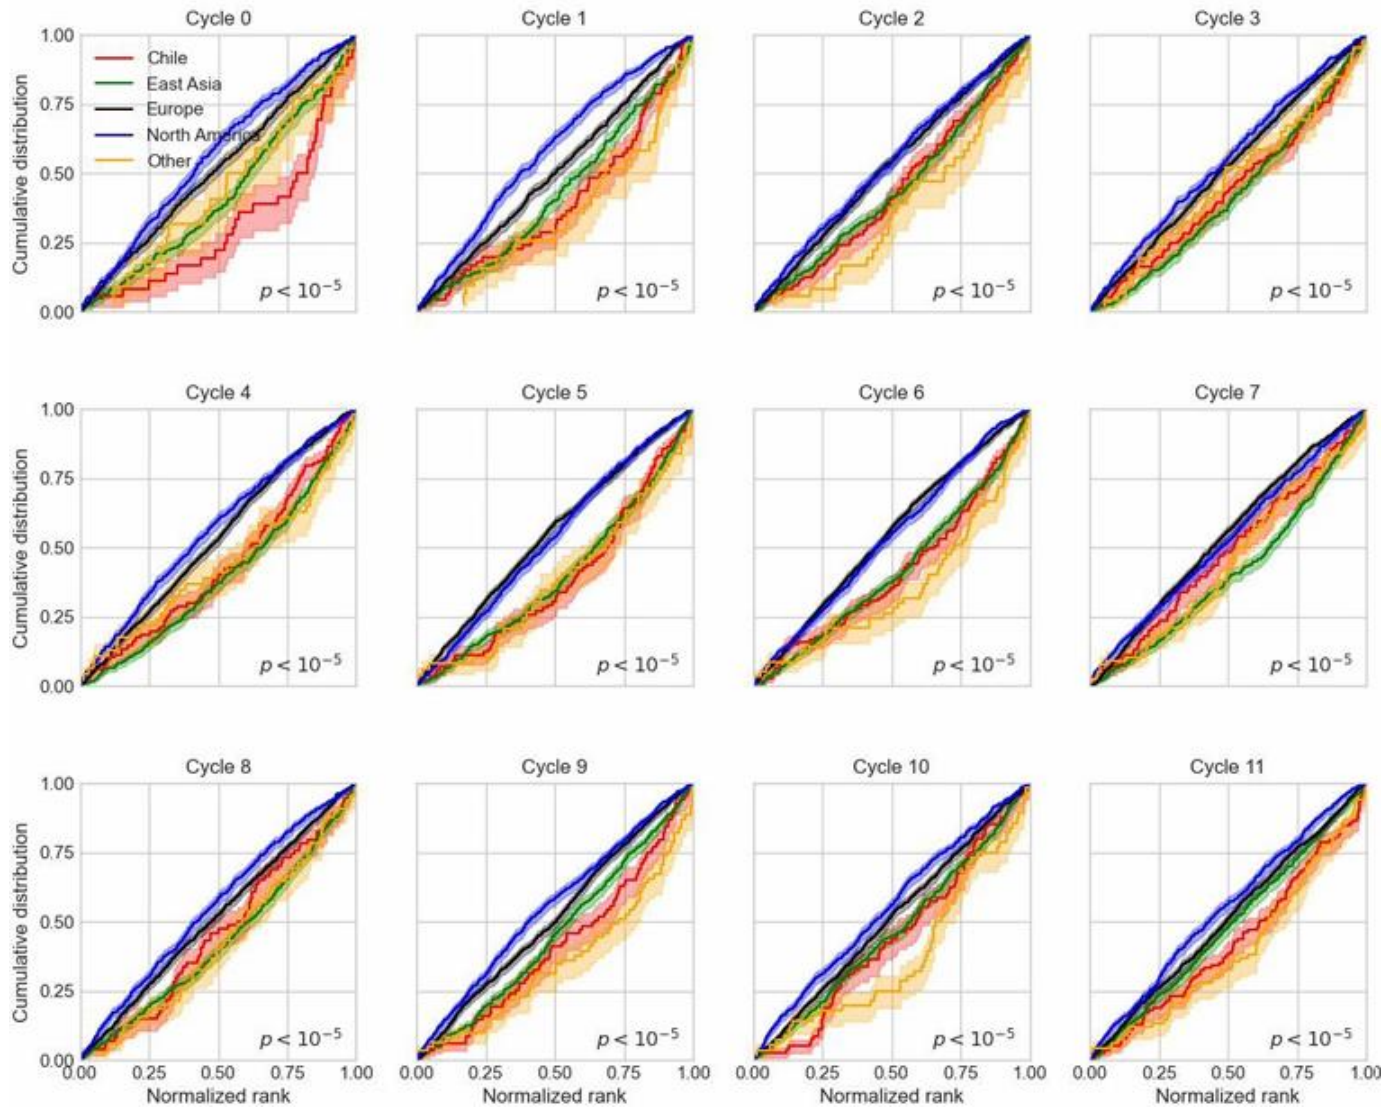 Cycle 0 Cycle 1 Cycle 2 Cycle 3
1.00
0.75
0.50
0.25
0.00
Cumulative distribution
Chile
East Asia
Europe
North America
Other
p < 10⁻⁵ p < 10⁻⁵ p < 10⁻⁵ p < 10⁻⁵
Cycle 4 Cycle 5 Cycle 6 Cycle 7
1.00
0.75
0.50
0.25
0.00
Cumulative distribution
p < 10⁻⁵ p < 10⁻⁵ p < 10⁻⁵ p < 10⁻⁵
Cycle 8 Cycle 9 Cycle 10 Cycle 11
1.00
0.75
0.50
0.25
0.00
Cumulative distribution
p < 10⁻⁵ p < 10⁻⁵ p < 10⁻⁵ p < 10⁻⁵
0.00 0.25 0.50 0.75 1.00 0.00 0.25 0.50 0.75 1.00 0.00 0.25 0.50 0.75 1.00 0.00 0.25 0.50 0.75 1.00
Normalized rank Normalized rank Normalized rank Normalized rank